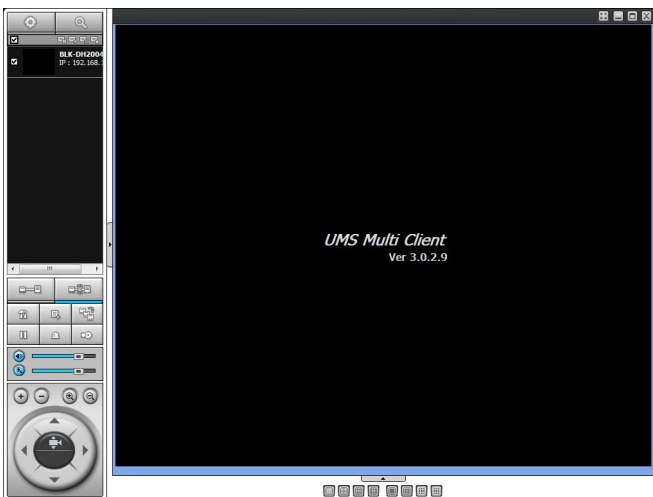 BLK-DH2004
IP : 192.168.
UMS Multi Client
Ver 3.0.2.9